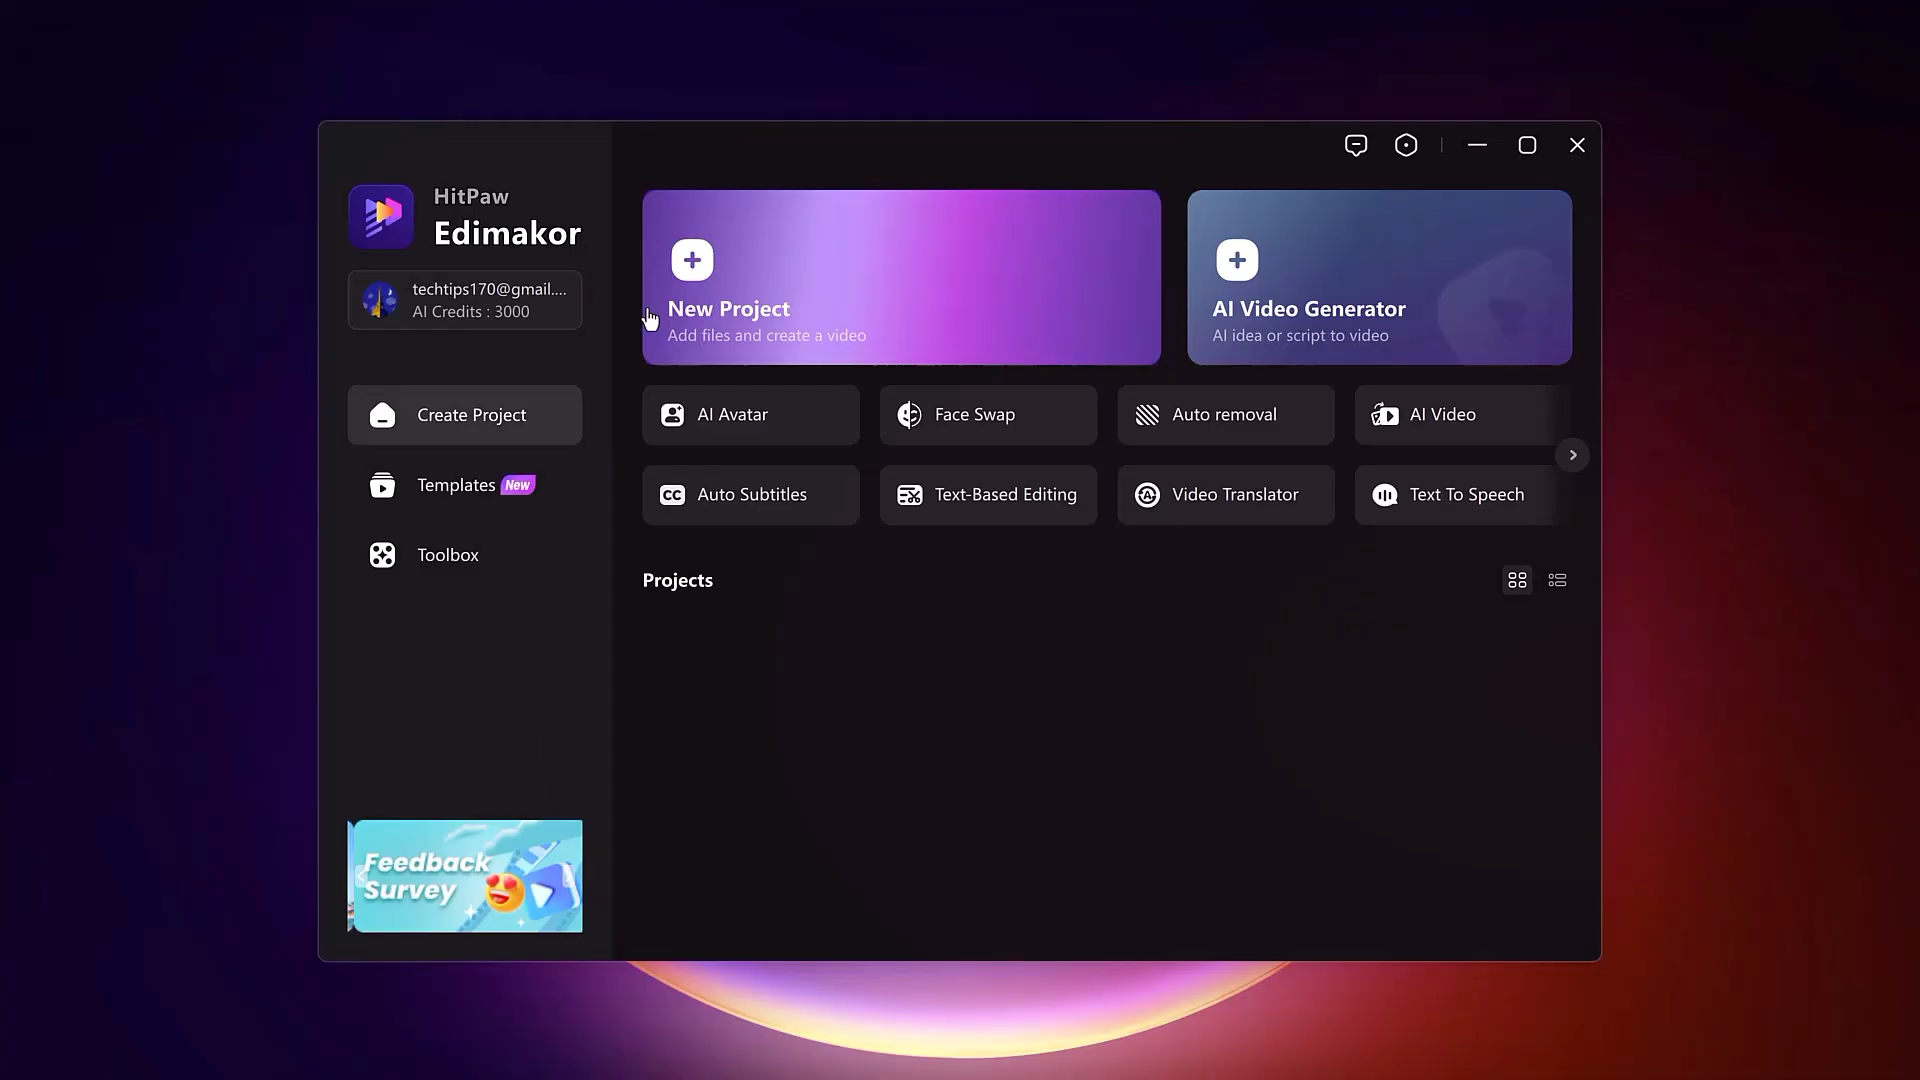 HitPaw
Edimakor
techtips170@gmail....
AI Credits : 3000
Create Project
Templates New
Toolbox
Feedback
Survey
New Project
Add files and create a video
AI Video Generator
AI idea or script to video
AI Avatar
Face Swap
Auto removal
AI Video
Auto Subtitles
Text-Based Editing
Video Translator
Text To Speech
Projects